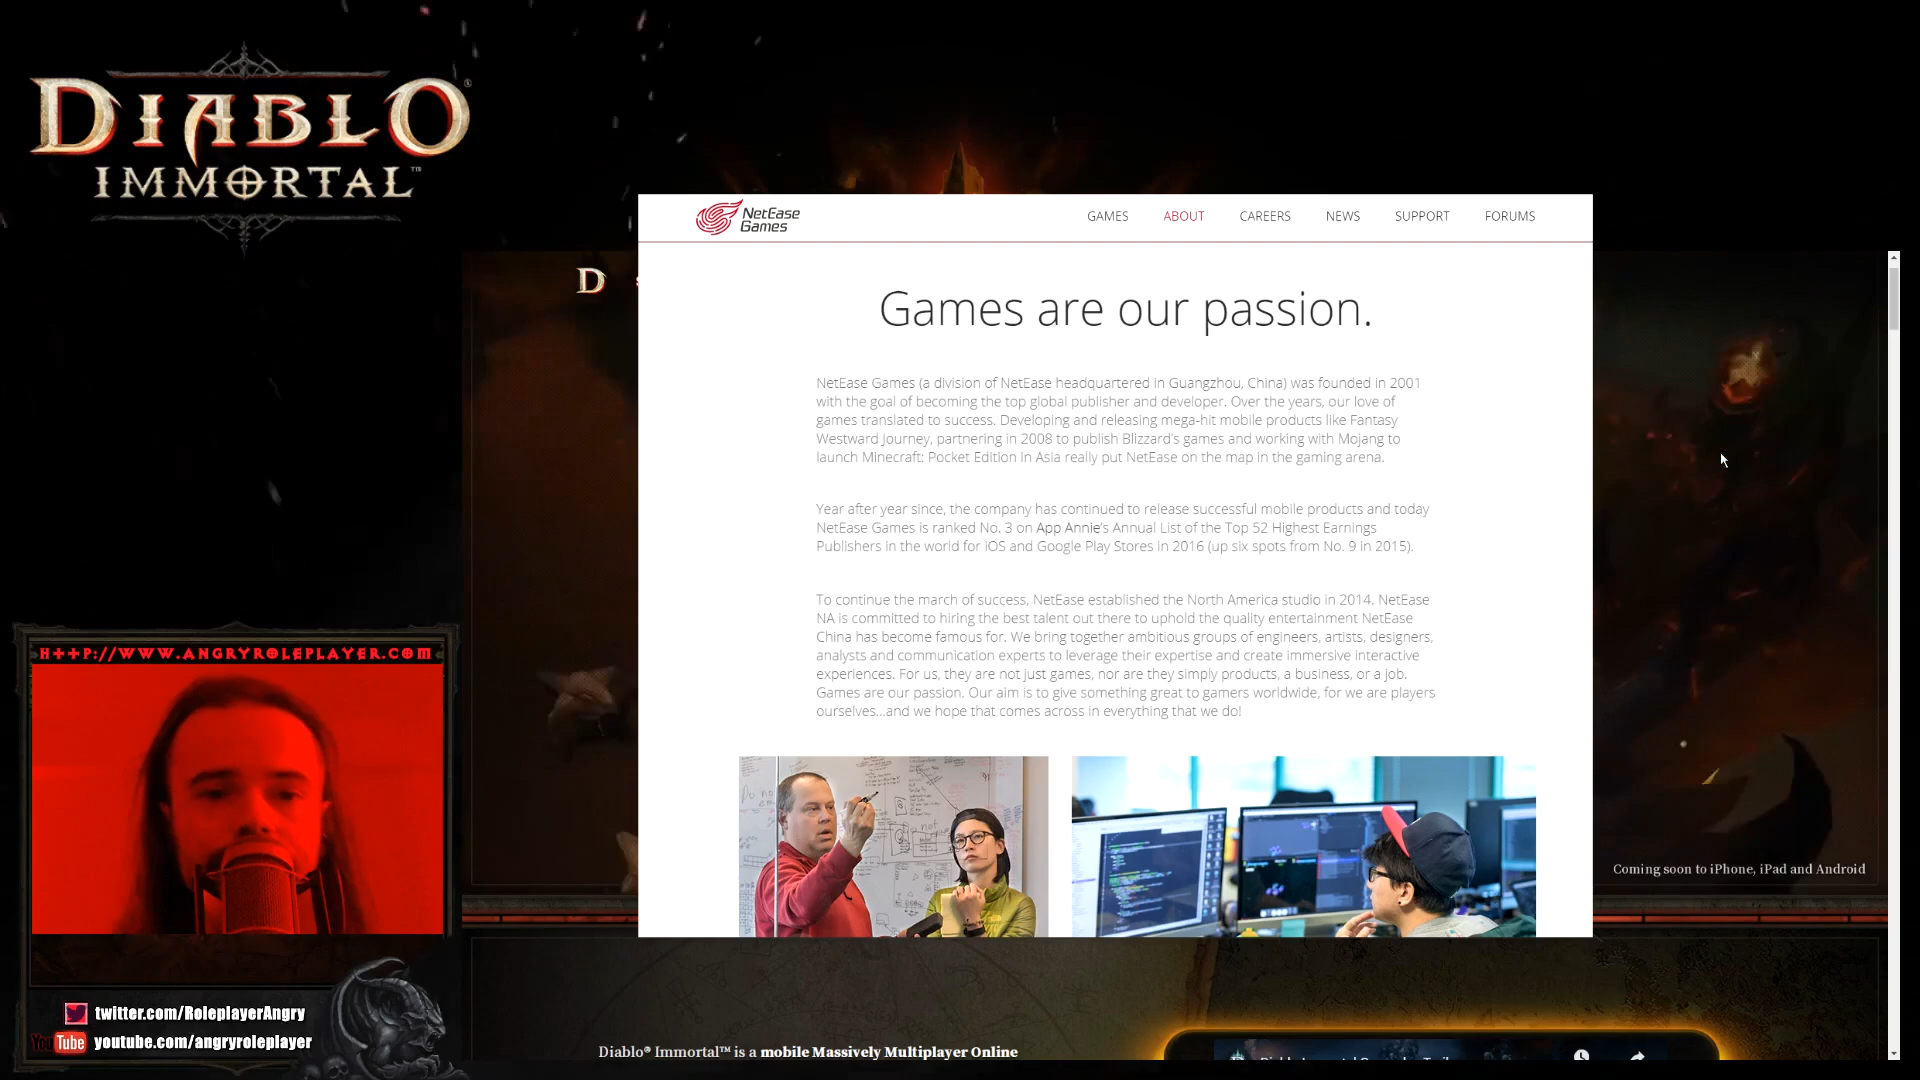 DIABLO®
IMMORTAL™
NetEase
Games
GAMES
ABOUT
CAREERS
NEWS
SUPPORT
FORUMS
D
Games are our passion.
NetEase Games (a division of NetEase headquartered in Guangzhou, China) was founded in 2001
with the goal of becoming the top global publisher and developer. Over the years, our love of
games translated to success. Developing and releasing mega-hit mobile products like Fantasy
Westward Journey, partnering in 2008 to publish Blizzard's games and working with Mojang to
launch Minecraft: Pocket Edition in Asia really put NetEase on the map in the gaming arena.
Year after year since, the company has continued to release successful mobile products and today
NetEase Games is ranked No. 3 on App Annie's Annual List of the Top 52 Highest Earnings
Publishers in the world for iOS and Google Play Stores in 2016 (up six spots from No. 9 in 2015).
To continue the march of success, NetEase established the North America studio in 2014. NetEase
NA is committed to hiring the best talent out there to uphold the quality entertainment NetEase
China has become famous for. We bring together ambitious groups of engineers, artists, designers,
analysts and communication experts to leverage their expertise and create immersive interactive
experiences. For us, they are not just games, nor are they simply products, a business, or a job.
Games are our passion. Our aim is to give something great to gamers worldwide, for we are players
ourselves...and we hope that comes across in everything that we do!
Coming soon to iPhone, iPad and Android
H++P://WWW.ANGRYROLEPLAYER.COM
twitter.com/RoleplayerAngry
YouTube youtube.com/angryroleplayer
Diablo® Immortal™ is a mobile Massively Multiplayer Online